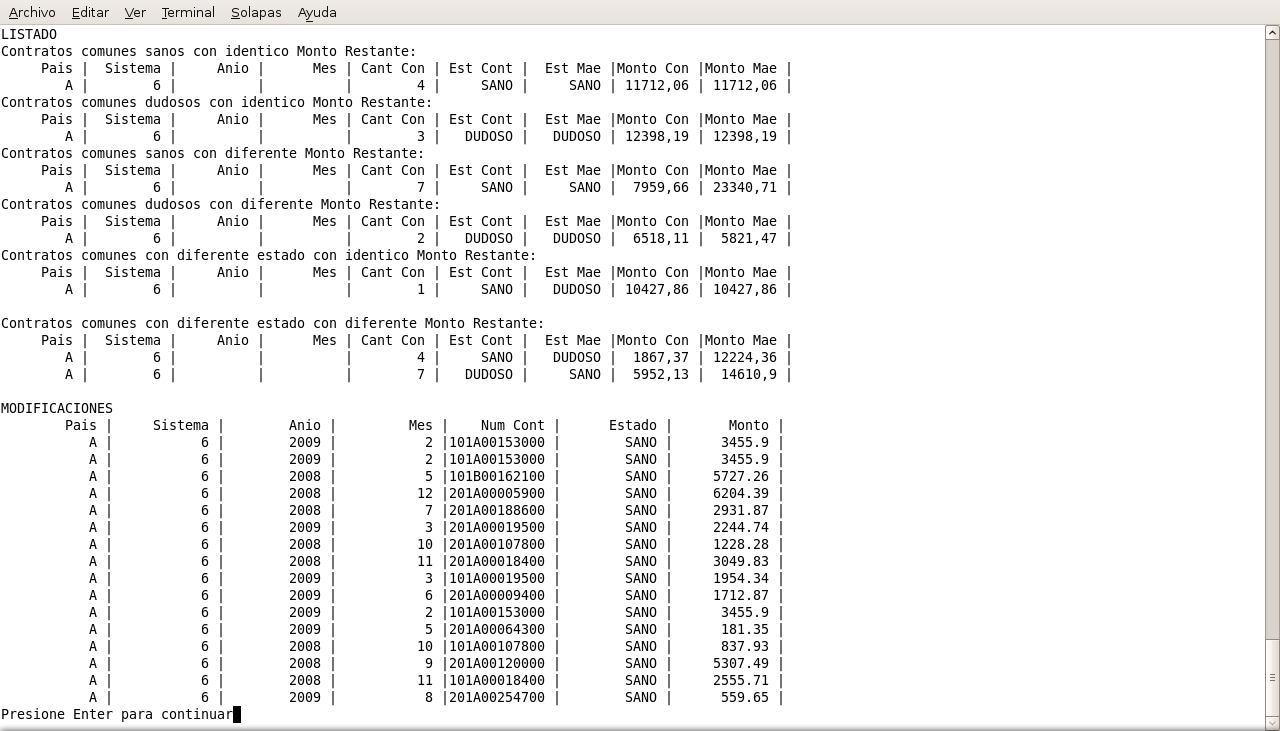 Archivo Editar Ver Terminal Solapas Ayuda
LISTADO
Contratos comunes sanos con identico Monto Restante:
Pais | Sistema | Anio | Mes | Cant Con | Est Cont | Est Mae |Monto Con |Monto Mae |
A | 6 | | | 4 | SANO | SANO | 11712,06 | 11712,06 |
Contratos comunes dudosos con identico Monto Restante:
Pais | Sistema | Anio | Mes | Cant Con | Est Cont | Est Mae |Monto Con |Monto Mae |
A | 6 | | | 3 | DUDOSO | DUDOSO | 12398,19 | 12398,19 |
Contratos comunes sanos con diferente Monto Restante:
Pais | Sistema | Anio | Mes | Cant Con | Est Cont | Est Mae |Monto Con |Monto Mae |
A | 6 | | | 7 | SANO | SANO | 7959,66 | 23340,71 |
Contratos comunes dudosos con diferente Monto Restante:
Pais | Sistema | Anio | Mes | Cant Con | Est Cont | Est Mae |Monto Con |Monto Mae |
A | 6 | | | 2 | DUDOSO | DUDOSO | 6518,11 | 5821,47 |
Contratos comunes con diferente estado con identico Monto Restante:
Pais | Sistema | Anio | Mes | Cant Con | Est Cont | Est Mae |Monto Con |Monto Mae |
A | 6 | | | 1 | SANO | DUDOSO | 10427,86 | 10427,86 |
Contratos comunes con diferente estado con diferente Monto Restante:
Pais | Sistema | Anio | Mes | Cant Con | Est Cont | Est Mae |Monto Con |Monto Mae |
A | 6 | | | 4 | SANO | DUDOSO | 1867,37 | 12224,36 |
A | 6 | | | 7 | DUDOSO | SANO | 5952,13 | 14610,9 |
MODIFICACIONES
Pais | Sistema | Anio | Mes | Num Cont | Estado | Monto |
A | 6 | 2009 | 2 |101A00153000 | SANO | 3455.9 |
A | 6 | 2009 | 2 |101A00153000 | SANO | 3455.9 |
A | 6 | 2008 | 5 |101B00162100 | SANO | 5727.26 |
A | 6 | 2008 | 12 |201A00005900 | SANO | 6204.39 |
A | 6 | 2008 | 7 |201A00188600 | SANO | 2931.87 |
A | 6 | 2009 | 3 |201A00019500 | SANO | 2244.74 |
A | 6 | 2008 | 10 |201A00107800 | SANO | 1228.28 |
A | 6 | 2008 | 11 |201A00018400 | SANO | 3049.83 |
A | 6 | 2009 | 3 |101A00019500 | SANO | 1954.34 |
A | 6 | 2009 | 6 |201A00009400 | SANO | 1712.87 |
A | 6 | 2009 | 2 |101A00153000 | SANO | 3455.9 |
A | 6 | 2009 | 5 |201A00064300 | SANO | 181.35 |
A | 6 | 2008 | 10 |101A00107800 | SANO | 837.93 |
A | 6 | 2008 | 9 |201A00120000 | SANO | 5307.49 |
A | 6 | 2008 | 11 |101A00018400 | SANO | 2555.71 |
A | 6 | 2009 | 8 |201A00254700 | SANO | 559.65 |
Presione Enter para continuar